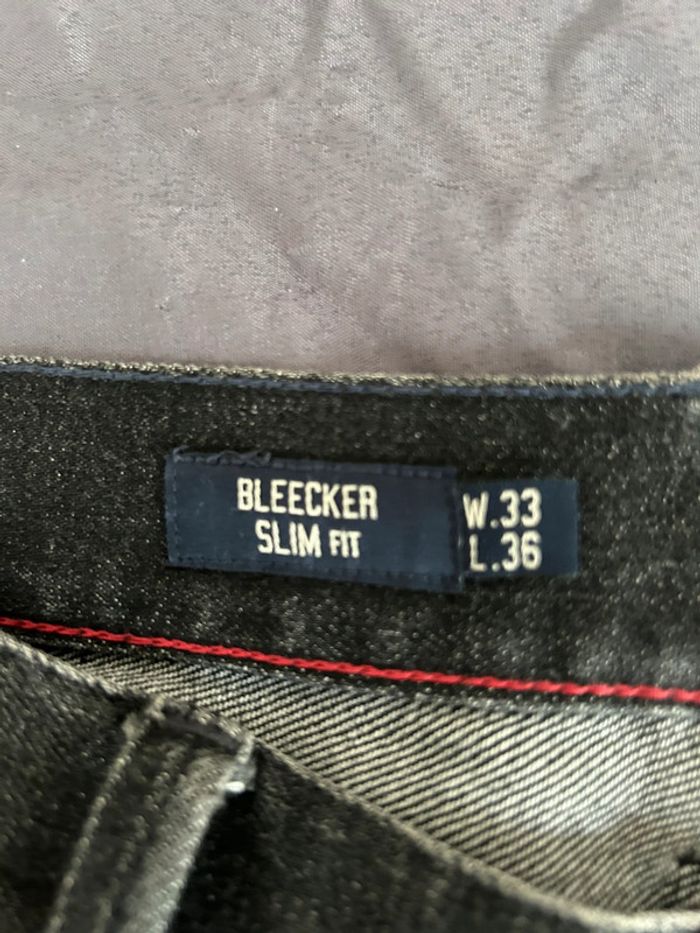 BLEECKER
SLIM FIT
W.33
L.36